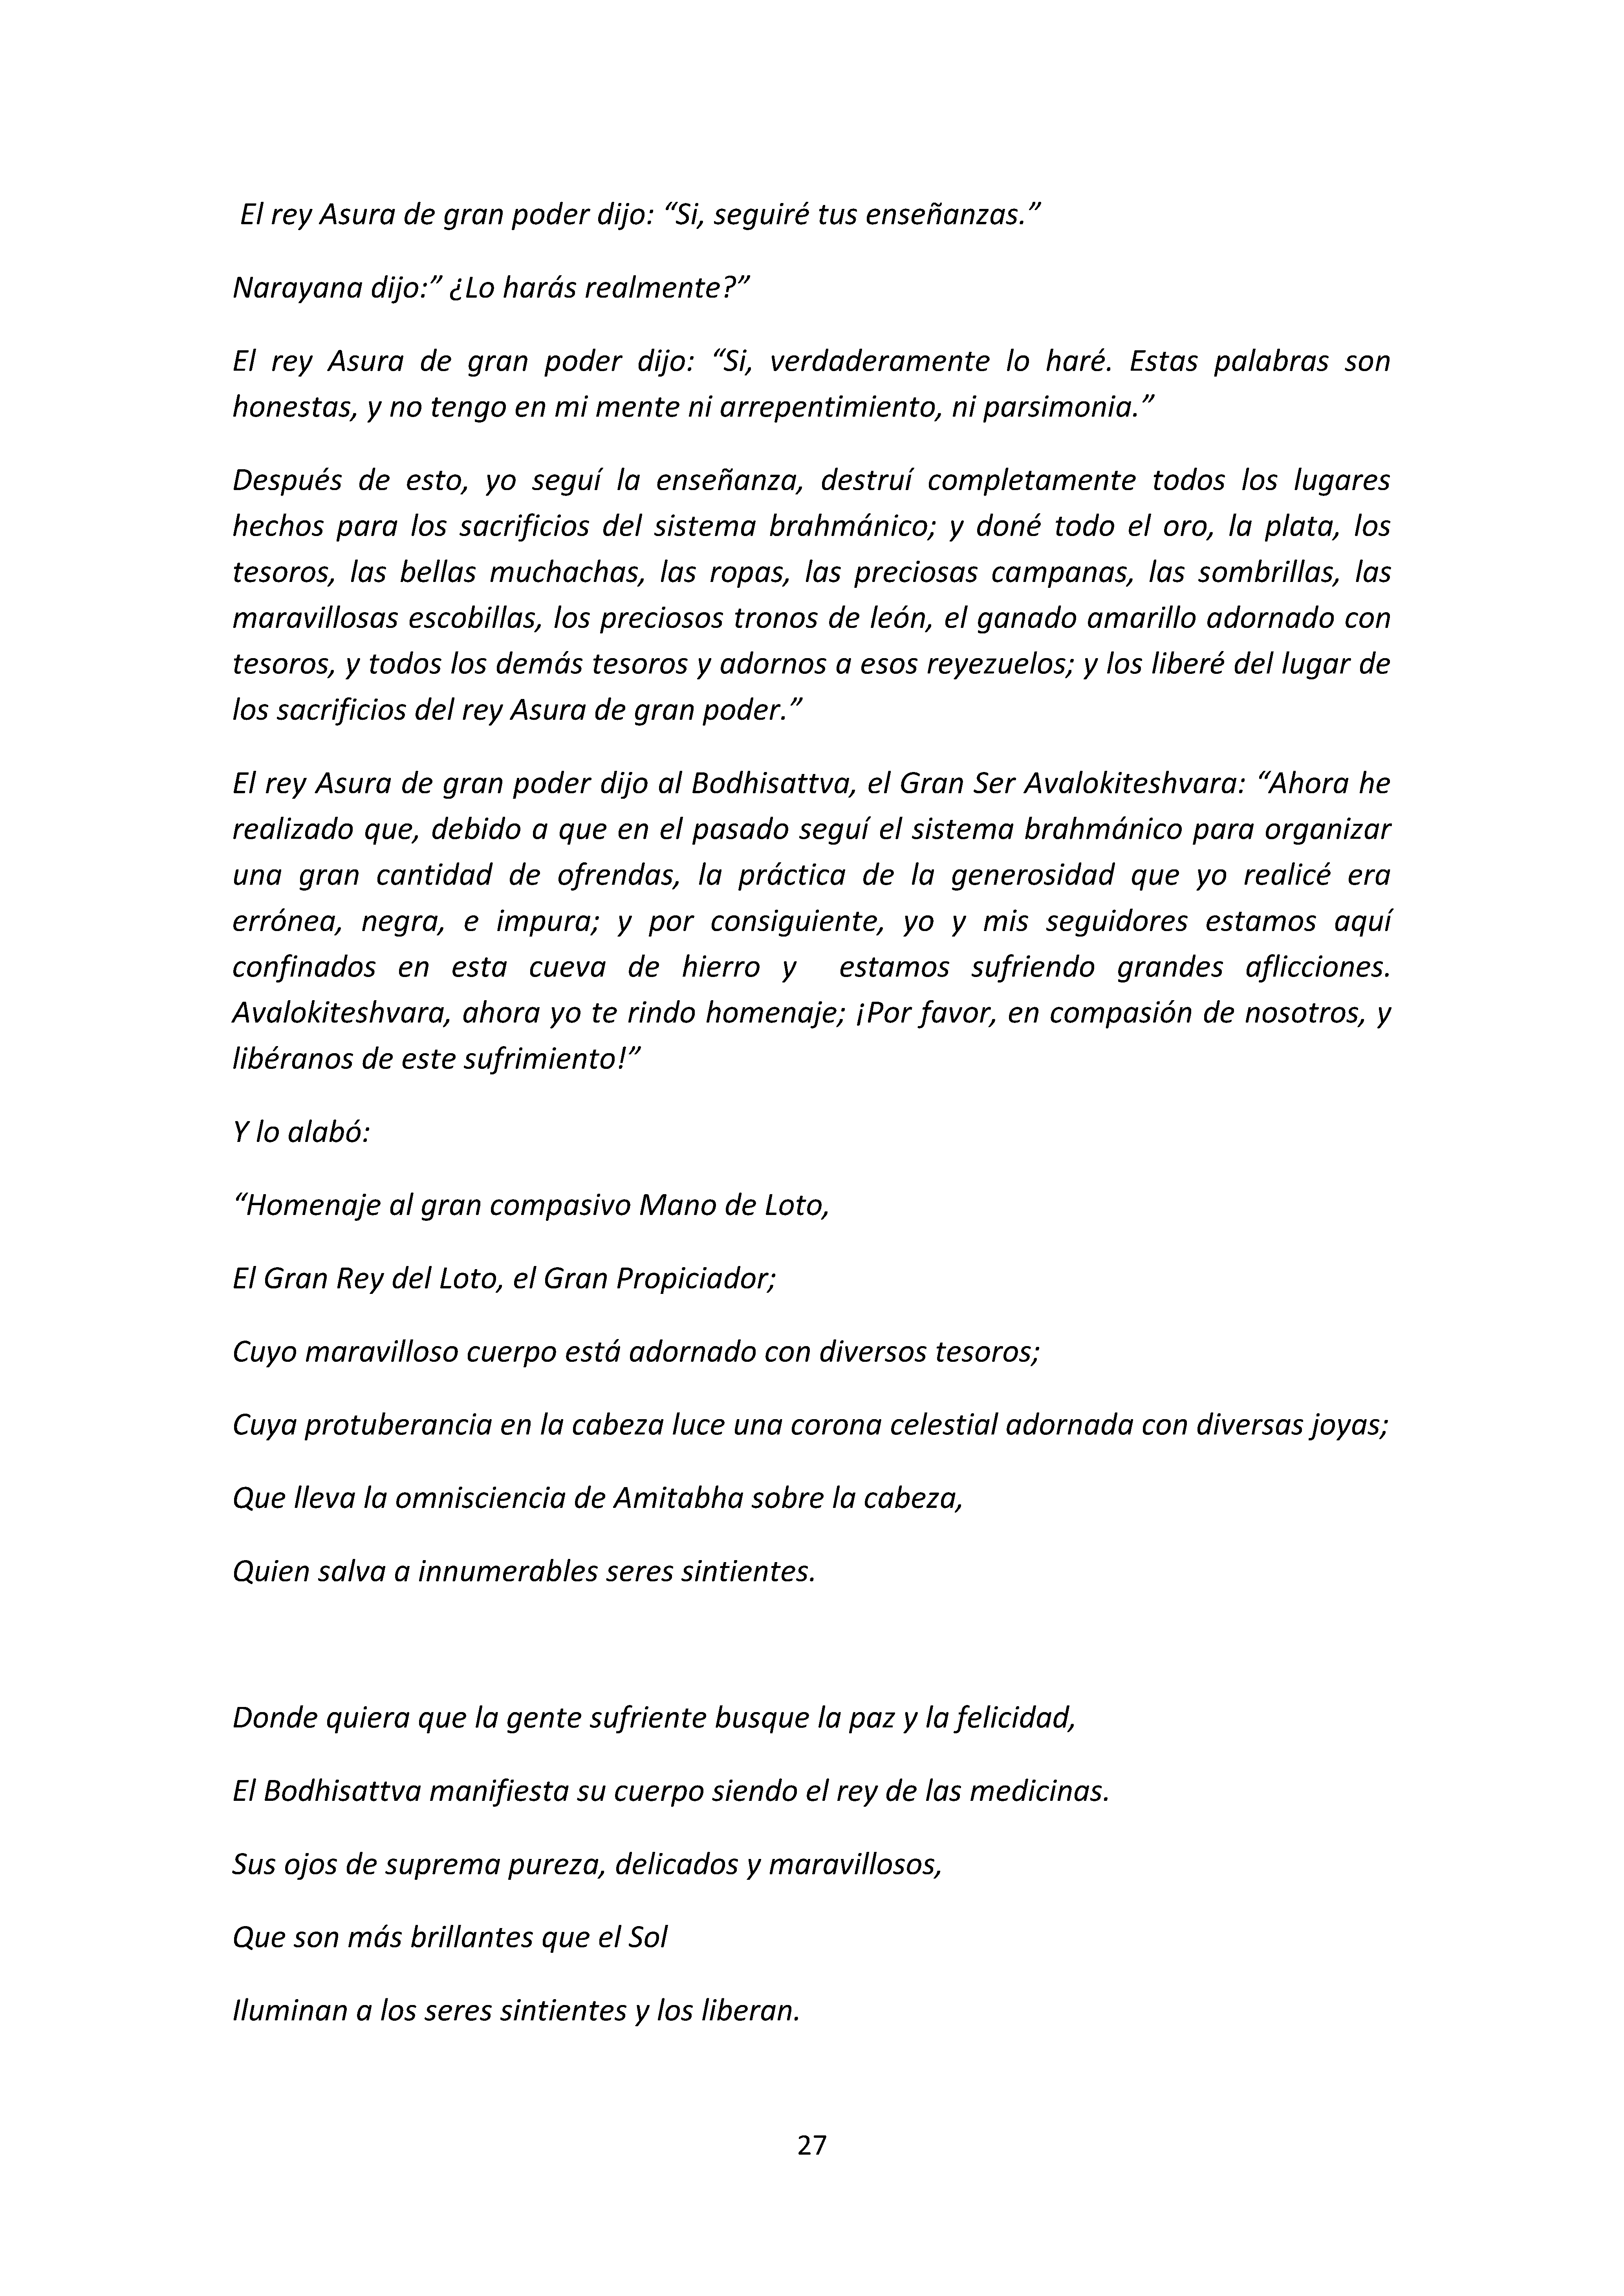 El rey Asura de gran poder dijo: “Si, seguiré tus enseñanzas.”
Narayana dijo:” ¿Lo harás realmente?”
El rey Asura de gran poder dijo: “Si, verdaderamente lo haré. Estas palabras son
honestas, y no tengo en mi mente ni arrepentimiento, ni parsimonia.”
Después de esto, yo seguí la enseñanza, destruí completamente todos los lugares
hechos para los sacrificios del sistema brahmánico; y doné todo el oro, la plata, los
tesoros, las bellas muchachas, las ropas, las preciosas campanas, las sombrillas, las
maravillosas escobillas, los preciosos tronos de león, el ganado amarillo adornado con
tesoros, y todos los demás tesoros y adornos a esos reyezuelos; y los liberé del lugar de
los sacrificios del rey Asura de gran poder.”
El rey Asura de gran poder dijo al Bodhisattva, el Gran Ser Avalokiteshvara: “Ahora he
realizado que, debido a que en el pasado seguí el sistema brahmánico para organizar
una gran cantidad de ofrendas, la práctica de la generosidad que yo realicé era
errónea, negra, e impura; y por consiguiente, yo y mis seguidores estamos aquí
confinados en esta cueva de hierro y estamos sufriendo grandes aflicciones.
Avalokiteshvara, ahora yo te rindo homenaje; ¡Por favor, en compasión de nosotros, y
libéranos de este sufrimiento!”
Y lo alabó:
“Homenaje al gran compasivo Mano de Loto,
El Gran Rey del Loto, el Gran Propiciador;
Cuyo maravilloso cuerpo está adornado con diversos tesoros;
Cuya protuberancia en la cabeza luce una corona celestial adornada con diversas joyas;
Que lleva la omnisciencia de Amitabha sobre la cabeza,
Quien salva a innumerables seres sintientes.
Donde quiera que la gente sufriente busque la paz y la felicidad,
El Bodhisattva manifiesta su cuerpo siendo el rey de las medicinas.
Sus ojos de suprema pureza, delicados y maravillosos,
Que son más brillantes que el Sol
Iluminan a los seres sintientes y los liberan.
27